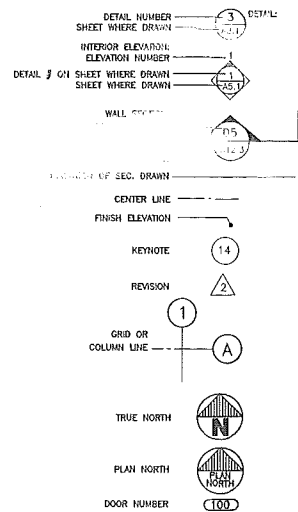 DETAIL NUMBER 3 DETAIL:
SHEET WHERE DRAWN
INTERIOR ELEVATION:
ELEVATION NUMBER 1
DETAIL # ON SHEET WHERE DRAWN 1
SHEET WHERE DRAWN A5.1
WALL
D5
OF SEC. DRAWN
CENTER LINE
FINISH ELEVATION
KEYNOTE 14
REVISION 2
1
GRID OR
COLUMN LINE A
TRUE NORTH N
PLAN NORTH PLAN
NORTH
DOOR NUMBER 100